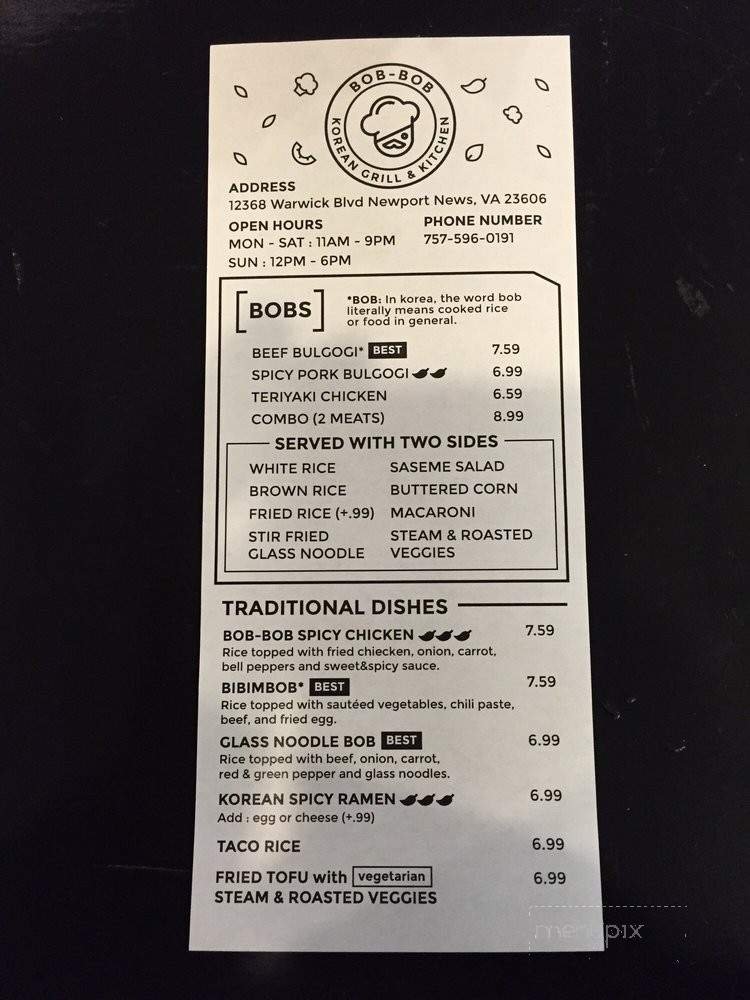 BOB-BOB
KOREAN GRILL & KITCHEN
ADDRESS
12368 Warwick Blvd Newport News, VA 23606
OPEN HOURS
MON - SAT : 11AM - 9PM
SUN : 12PM - 6PM
PHONE NUMBER
757-596-0191
[BOBS]
*BOB: In korea, the word bob
literally means cooked rice
or food in general.
BEEF BULGOGI* BEST 7.59
SPICY PORK BULGOGI 6.99
TERIYAKI CHICKEN 6.59
COMBO (2 MEATS) 8.99
SERVED WITH TWO SIDES
WHITE RICE
BROWN RICE
FRIED RICE (+.99)
STIR FRIED
GLASS NOODLE
SASEME SALAD
BUTTERED CORN
MACARONI
STEAM & ROASTED
VEGGIES
TRADITIONAL DISHES
BOB-BOB SPICY CHICKEN 7.59
Rice topped with fried chiecken, onion, carrot,
bell peppers and sweet&spicy sauce.
BIBIMBOB* BEST 7.59
Rice topped with sautéed vegetables, chili paste,
beef, and fried egg.
GLASS NOODLE BOB BEST 6.99
Rice topped with beef, onion, carrot,
red & green pepper and glass noodles.
KOREAN SPICY RAMEN 6.99
Add : egg or cheese (+.99)
TACO RICE 6.99
FRIED TOFU with vegetarian 6.99
STEAM & ROASTED VEGGIES
menupix